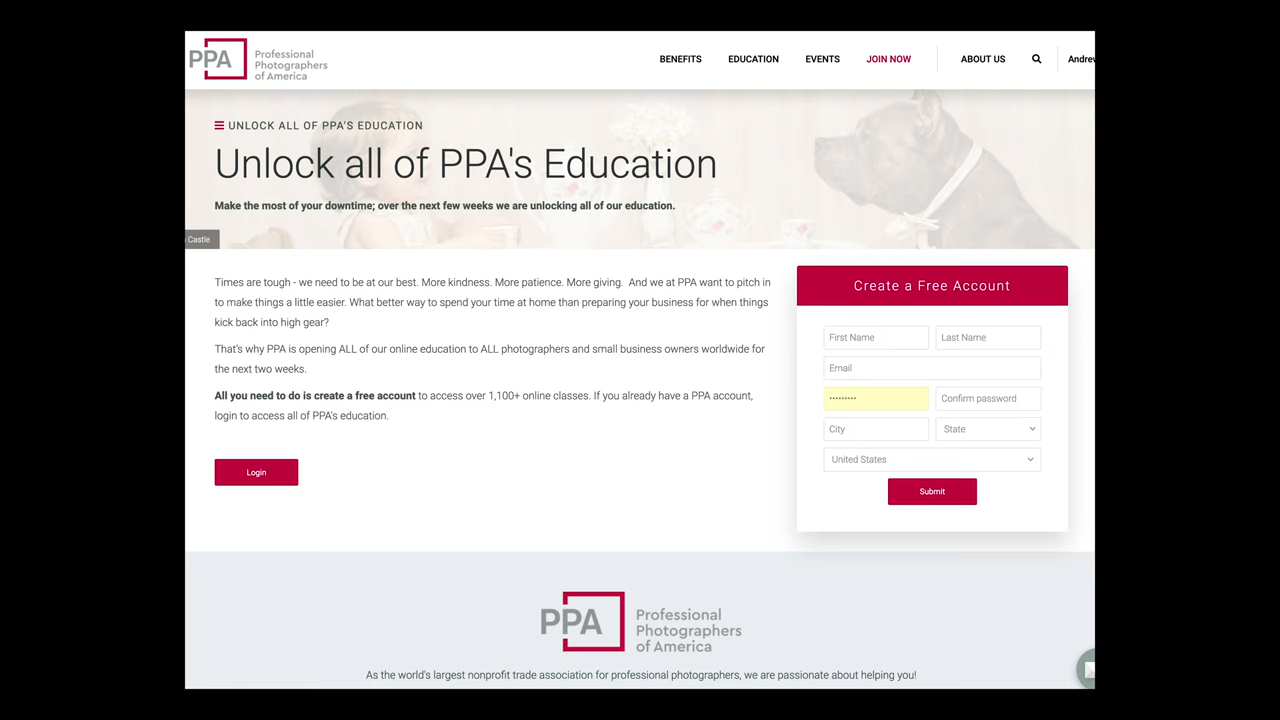 PPA Professional
Photographers
of America
BENEFITS EDUCATION EVENTS JOIN NOW ABOUT US
UNLOCK ALL OF PPA'S EDUCATION
Unlock all of PPA's Education
Make the most of your downtime; over the next few weeks we are unlocking all of our education.
Castle
Times are tough - we need to be at our best. More kindness. More patience. More giving. And we at PPA want to pitch in
to make things a little easier. What better way to spend your time at home than preparing your business for when things
kick back into high gear?
That's why PPA is opening ALL of our online education to ALL photographers and small business owners worldwide for
the next two weeks.
All you need to do is create a free account to access over 1,100+ online classes. If you already have a PPA account,
login to access all of PPA's education.
Login
Create a Free Account
First Name Last Name
Email
••••••••• Confirm password
City State
United States
Submit
PPA Professional
Photographers
of America
As the world's largest nonprofit trade association for professional photographers, we are passionate about helping you!